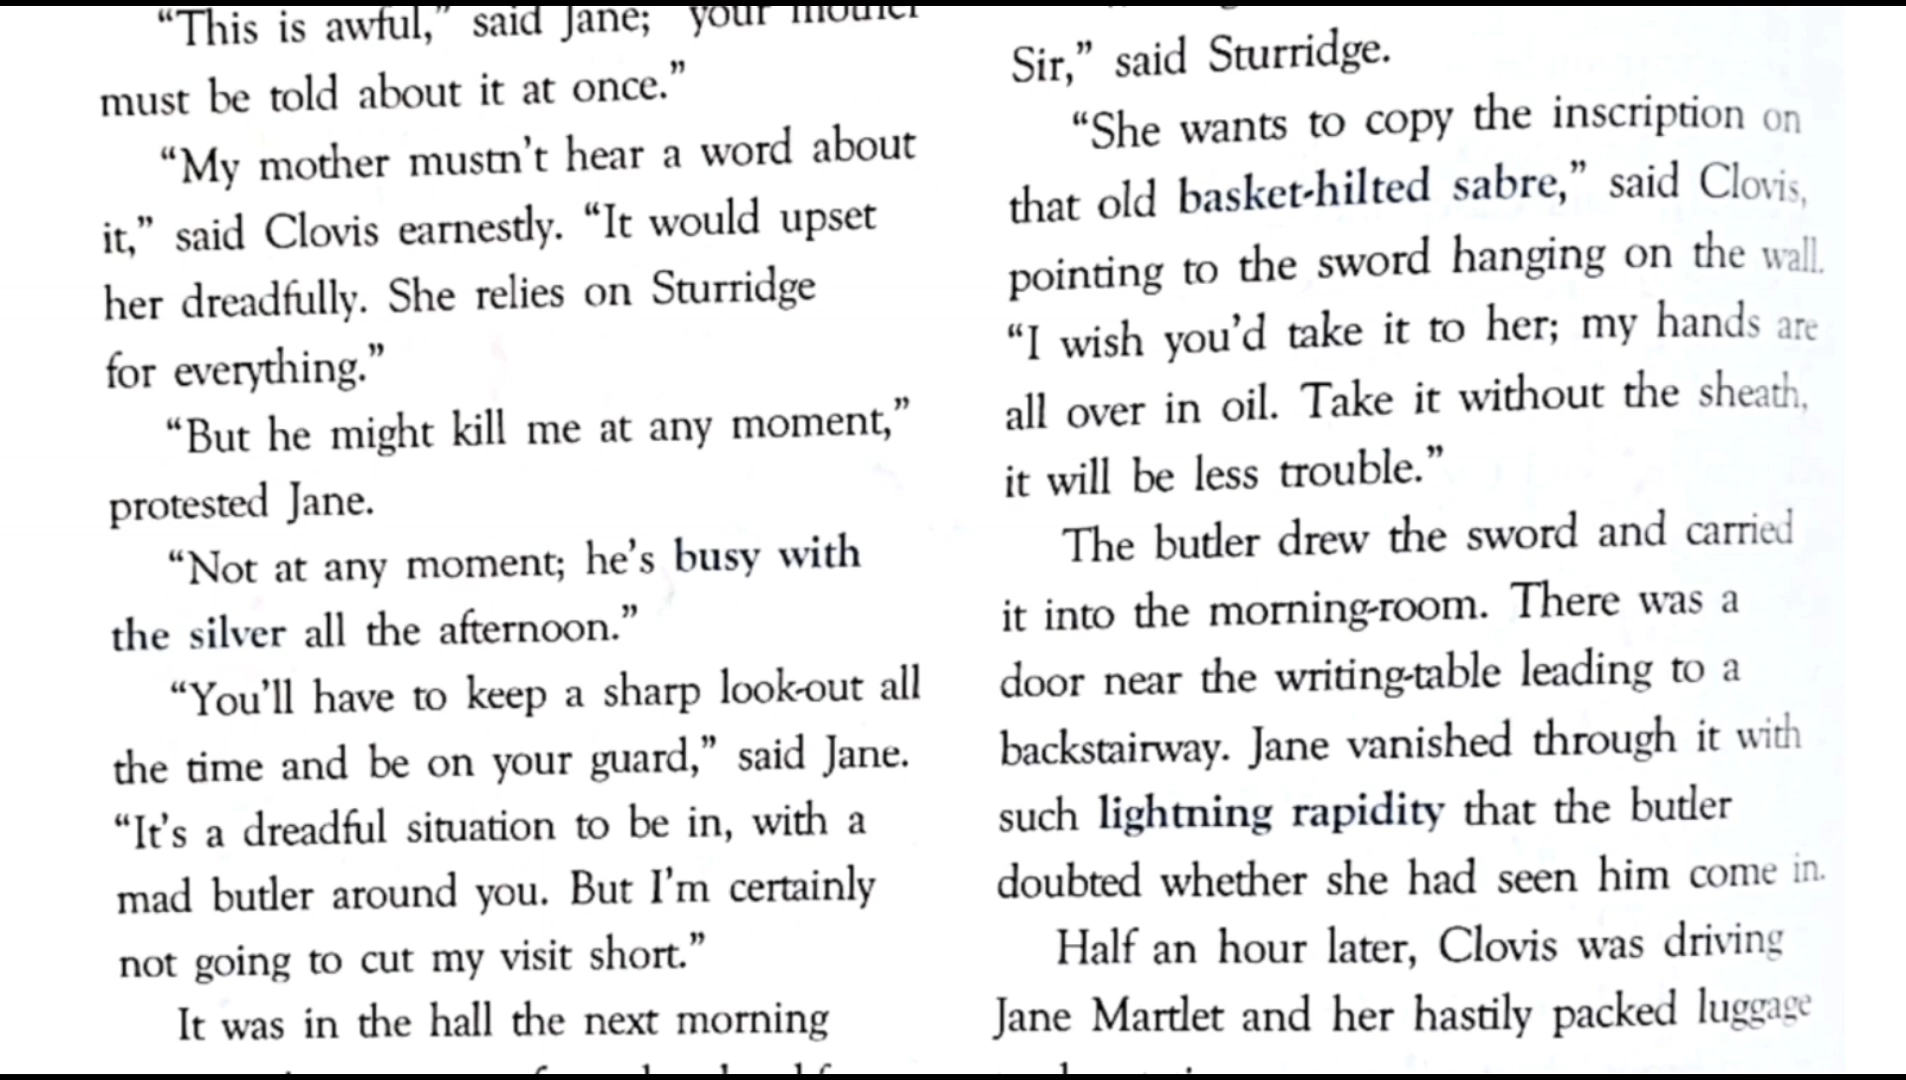 “This is awful,” said Jane; “your mother
must be told about it at once.”
“My mother mustn’t hear a word about
it,” said Clovis earnestly. “It would upset
her dreadfully. She relies on Sturridge
for everything.”
“But he might kill me at any moment,”
protested Jane.
“Not at any moment; he’s busy with
the silver all the afternoon.”
“You’ll have to keep a sharp look-out all
the time and be on your guard,” said Jane.
“It’s a dreadful situation to be in, with a
mad butler around you. But I’m certainly
not going to cut my visit short.”
It was in the hall the next morning
Sir,” said Sturridge.
“She wants to copy the inscription on
that old basket-hilted sabre,” said Clovis,
pointing to the sword hanging on the wall.
“I wish you’d take it to her; my hands are
all over in oil. Take it without the sheath,
it will be less trouble.”
The butler drew the sword and carried
it into the morning-room. There was a
door near the writing-table leading to a
backstairway. Jane vanished through it with
such lightning rapidity that the butler
doubted whether she had seen him come in.
Half an hour later, Clovis was driving
Jane Martlet and her hastily packed luggage